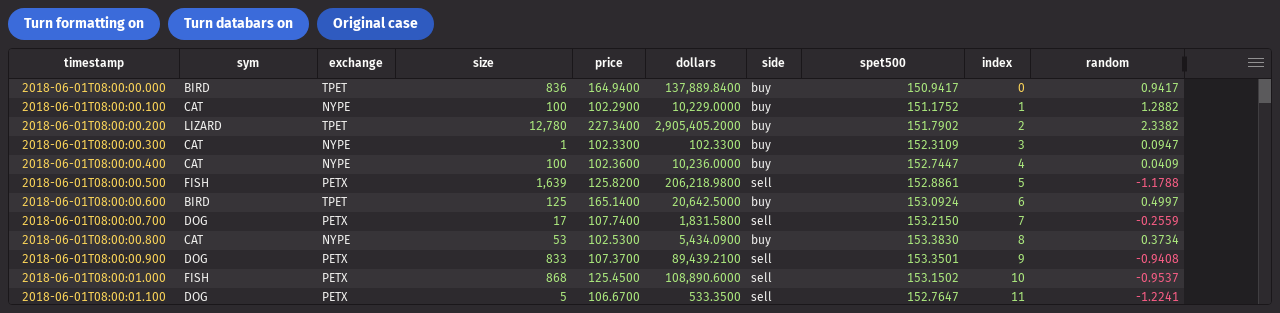 Turn formatting on Turn databars on Original case
timestamp sym exchange size price dollars side spet500 index random
2018-06-01T08:00:00.000 BIRD TPET 836 164.9400 137,889.8400 buy 150.9417 0 0.9417
2018-06-01T08:00:00.100 CAT NYPE 100 102.2900 10,229.0000 buy 151.1752 1 1.2882
2018-06-01T08:00:00.200 LIZARD TPET 12,780 227.3400 2,905,405.2000 buy 151.7902 2 2.3382
2018-06-01T08:00:00.300 CAT NYPE 1 102.3300 102.3300 buy 152.3109 3 0.0947
2018-06-01T08:00:00.400 CAT NYPE 100 102.3600 10,236.0000 buy 152.7447 4 0.0409
2018-06-01T08:00:00.500 FISH PETX 1,639 125.8200 206,218.9800 sell 152.8861 5 -1.1788
2018-06-01T08:00:00.600 BIRD TPET 125 165.1400 20,642.5000 buy 153.0924 6 0.4997
2018-06-01T08:00:00.700 DOG PETX 17 107.7400 1,831.5800 sell 153.2150 7 -0.2559
2018-06-01T08:00:00.800 CAT NYPE 53 102.5300 5,434.0900 buy 153.3830 8 0.3734
2018-06-01T08:00:00.900 DOG PETX 833 107.3700 89,439.2100 sell 153.3501 9 -0.9408
2018-06-01T08:00:01.000 FISH PETX 868 125.4500 108,890.6000 sell 153.1502 10 -0.9537
2018-06-01T08:00:01.100 DOG PETX 5 106.6700 533.3500 sell 152.7647 11 -1.2241